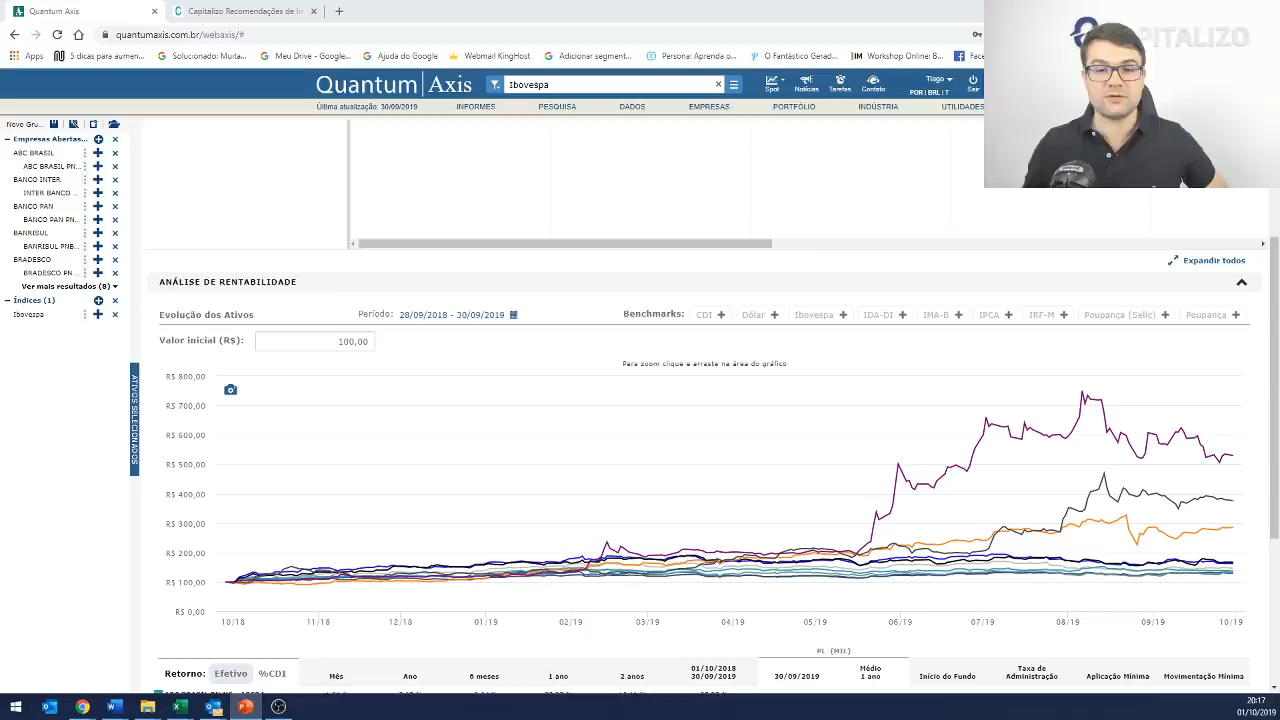 Quantum Axis
Capitalizo Recomendações de In
quantumaxis.com.br/webaxis/#
Apps
5 dicas para aumen...
Solucionado: Muita...
Meu Drive - Googl...
Ajuda do Google
Webmail KingHost
Adicionar segment...
Persona: Aprenda o...
O Fantástico Gerad...
Workshop Online: B...
Face
CAPITALIZO
Quantum Axis
Ibovespa
Spot
Notícias
Tarefas
Contato
Tiago
POR | BRL | T
Sair
Última atualização: 30/09/2019
INFORMES
PESQUISA
DADOS
EMPRESAS
PORTFÓLIO
INDÚSTRIA
UTILIDADES
Novo Gru...
Empresas Abertas...
ABC BRASIL
ABC BRASIL PN...
BANCO INTER
INTER BANCO ...
BANCO PAN
BANCO PAN PN...
BANRISUL
BANRISUL PNB...
BRADESCO
BRADESCO PN ...
Ver mais resultados (8)
Índices (1)
Ibovespa
ATIVOS SELECIONADOS
Expandir todos
ANÁLISE DE RENTABILIDADE
Evolução dos Ativos
Período: 28/09/2018 - 30/09/2019
Benchmarks:
CDI
Dólar
Ibovespa
IDA-DI
IMA-B
IPCA
IRF-M
Poupança (Selic)
Poupança
Valor inicial (R$):
100,00
Para zoom clique e arraste na área do gráfico
R$ 800,00
R$ 700,00
R$ 600,00
R$ 500,00
R$ 400,00
R$ 300,00
R$ 200,00
R$ 100,00
R$ 0,00
10/18
11/18
12/18
01/19
02/19
03/19
04/19
05/19
06/19
07/19
08/19
09/19
10/19
PL (MIL)
Retorno:
Efetivo
%CDI
Mês
Ano
6 meses
1 ano
2 anos
01/10/2018
30/09/2019
30/09/2019
Médio
1 ano
Início do Fundo
Taxa de
Administração
Aplicação Mínima
Movimentação Mínima
20:17
01/10/2019